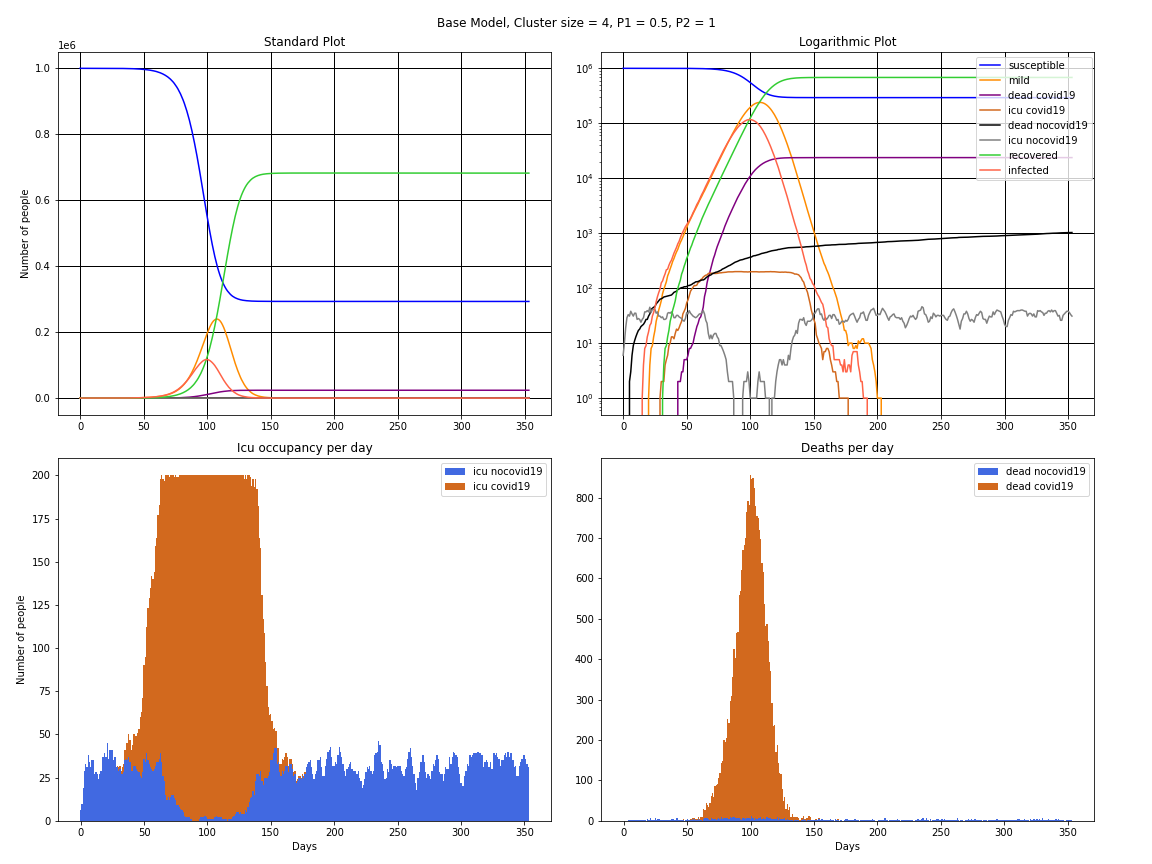 Base Model, Cluster size = 4, P1 = 0.5, P2 = 1
Standard Plot
1e6
1.0
0.8
0.6
0.4
0.2
0.0
Number of people
0 50 100 150 200 250 300 350
Logarithmic Plot
10^6
10^5
10^4
10^3
10^2
10^1
10^0
0 50 100 150 200 250 300 350
susceptible
mild
dead covid19
icu covid19
dead nocovid19
icu nocovid19
recovered
infected
Icu occupancy per day
200
175
150
125
100
75
50
25
0
Number of people
0 50 100 150 200 250 300 350
Days
icu nocovid19
icu covid19
Deaths per day
800
700
600
500
400
300
200
100
0
0 50 100 150 200 250 300 350
Days
dead nocovid19
dead covid19